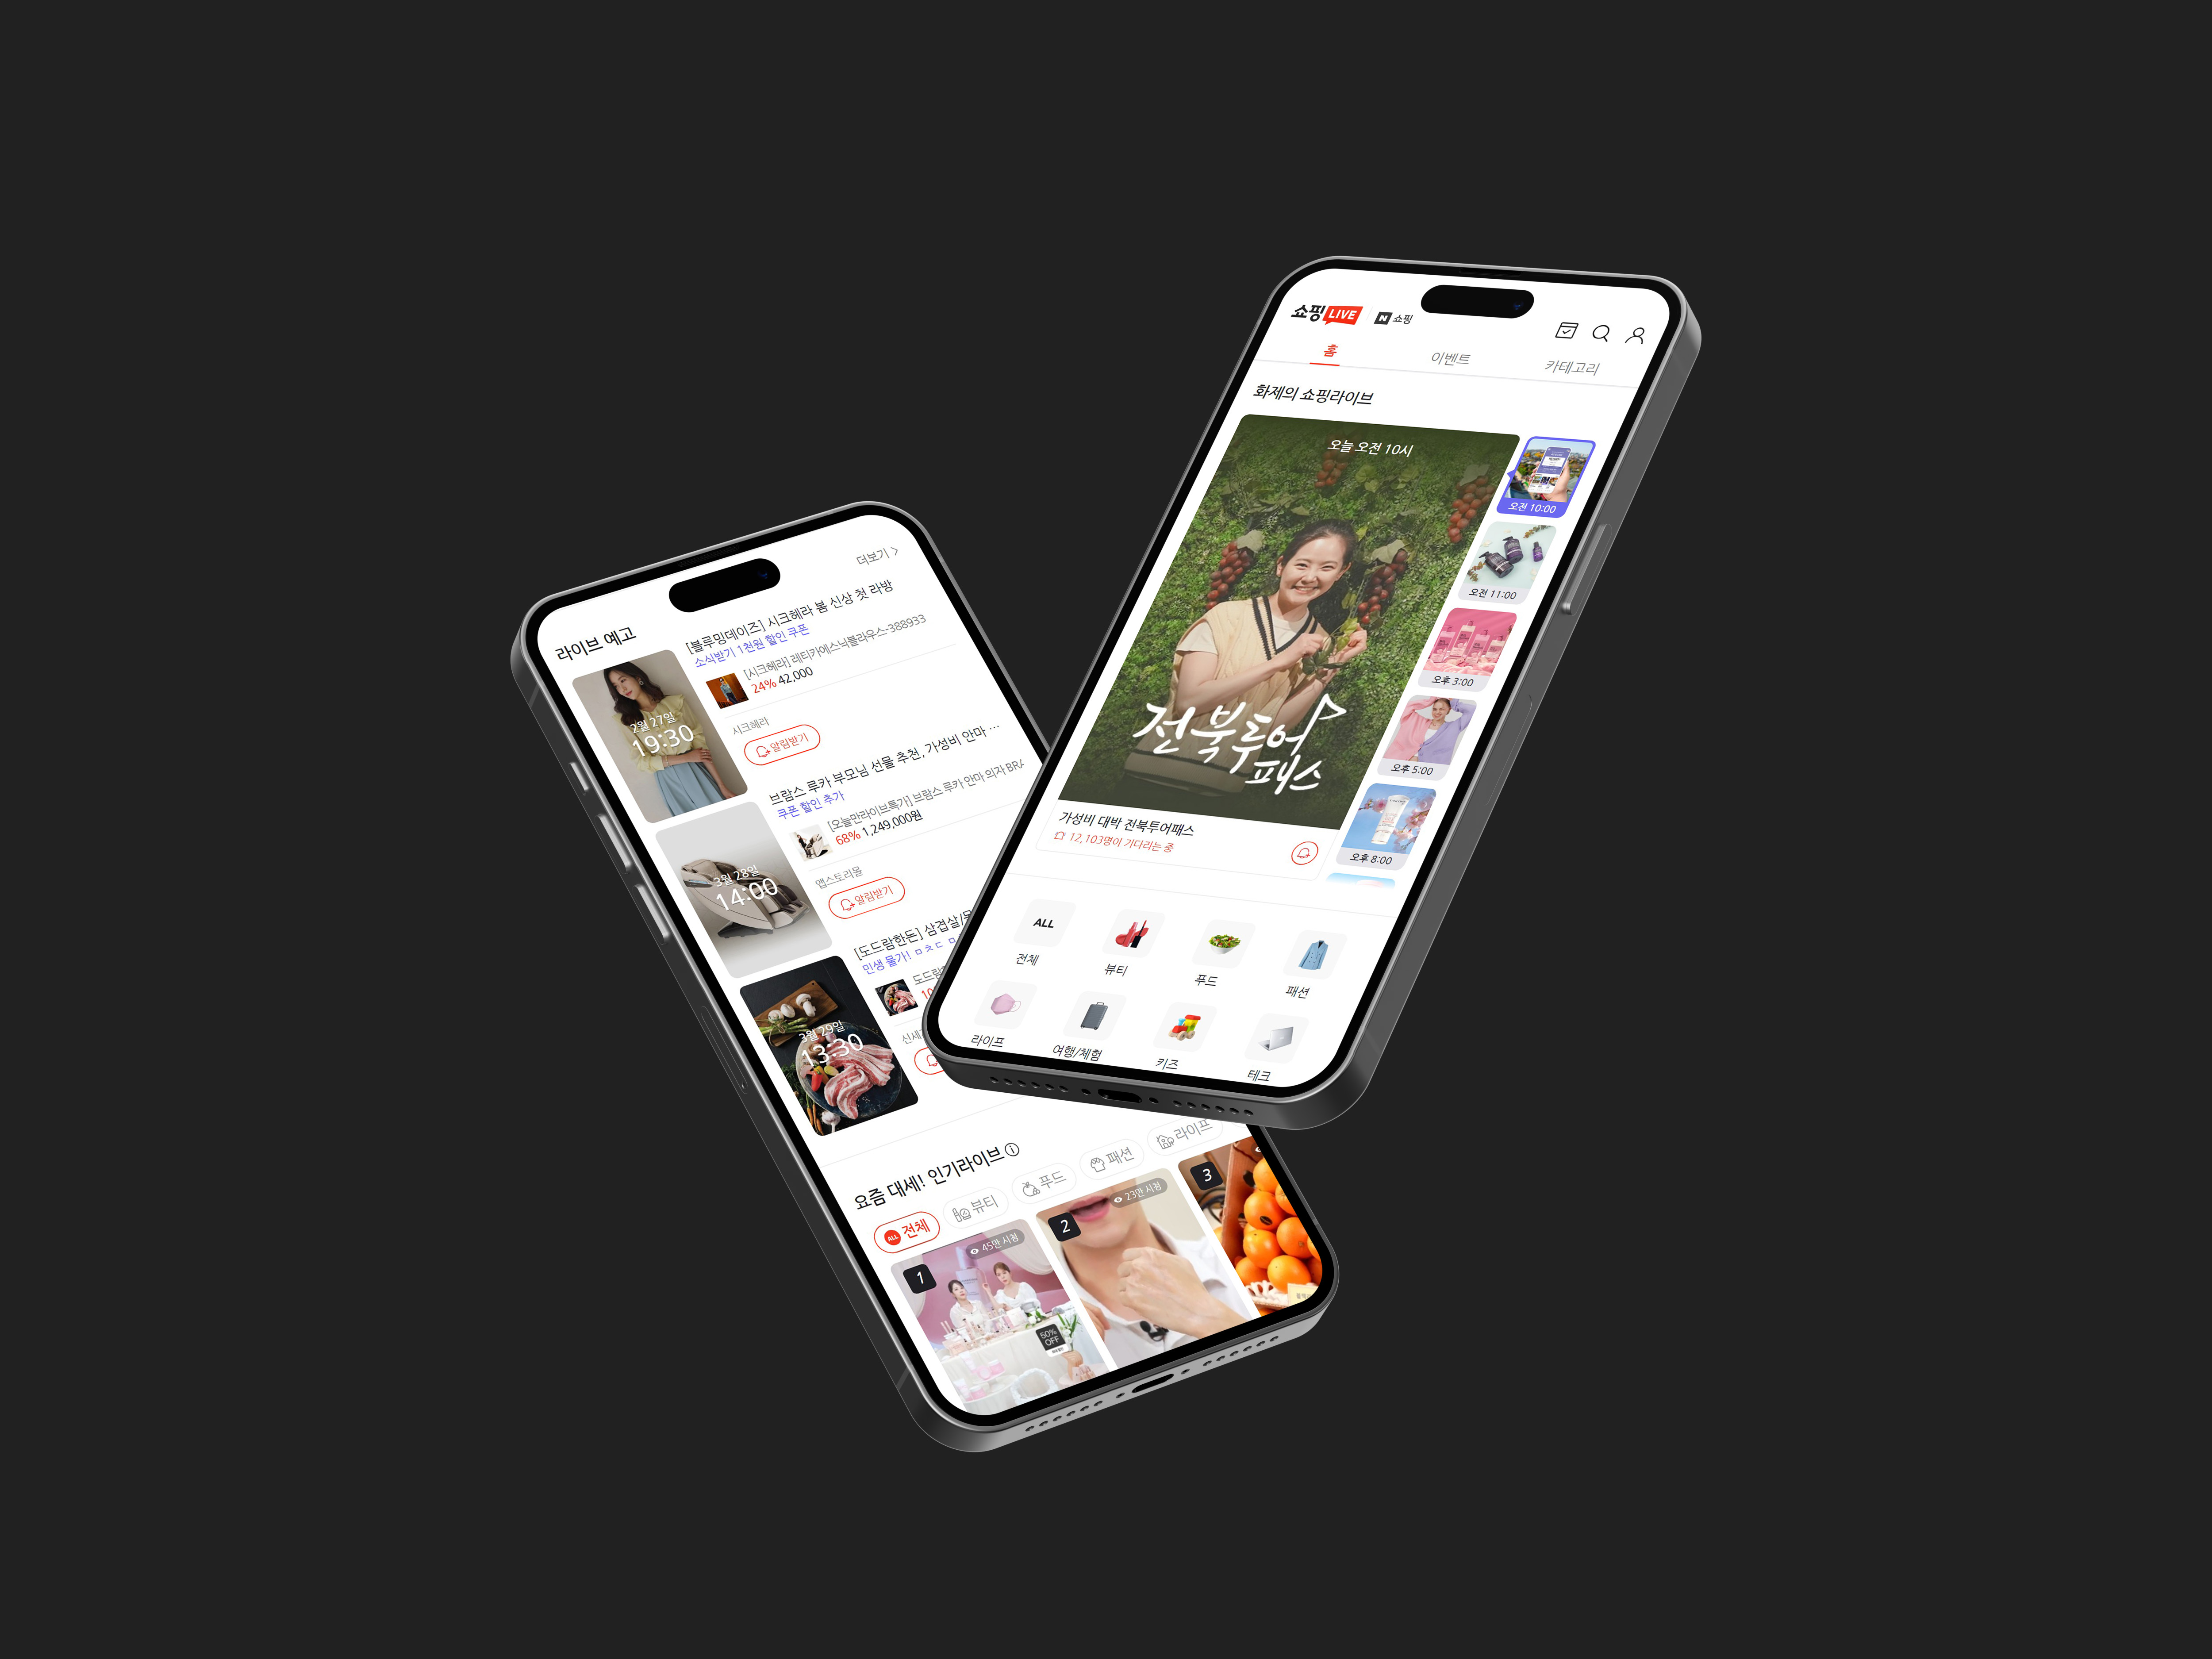 쇼핑 LIVE N 쇼핑
홈 이벤트 카테고리
화제의 쇼핑라이브
오늘 오전 10시
전북투어
패스
가성비 대박 전북투어패스
12,103명이 기다리는 중
오전 10:00
오전 11:00
오후 3:00
오후 5:00
오후 8:00
ALL
전체 뷰티 푸드 패션
라이프 여행/체험 키즈 테크
라이브 예고
더보기
2월 27일
19:30
[블루밍데이즈] 시크헤라 봄 신상 첫 라방
소식받기 1천원 할인 쿠폰
[시크헤라] 레티카에스닉블라우스-388933
24% 42,000
시크헤라
알림받기
3월 28일
14:00
브람스 루카 부모님 선물 추천, 가성비 안마 ···
쿠폰 할인 추가
[오늘만라이브특가] 브람스 루카 안마 의자 BRA
68% 1,249,000원
앱스토리몰
알림받기
3월 29일
13:30
[도드람한돈] 삼겹살/목
민생 물가! ㅁㅊㄷ
도드람
신세
요즘 대세! 인기라이브
ALL 전체 뷰티 푸드 패션 라이프
1
45만 시청
50%
OFF
2
23만 시청
3